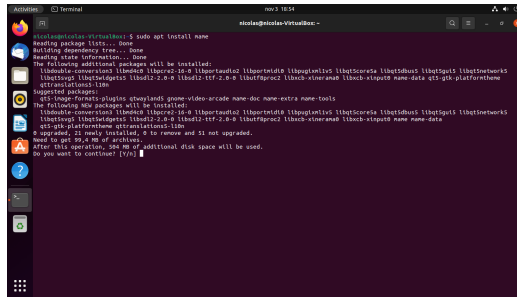 Activities Terminal nov 3 18:54
nicolas@nicolas-VirtualBox: ~
nicolas@nicolas-VirtualBox:~$ sudo apt install mame
Reading package lists... Done
Building dependency tree... Done
Reading state information... Done
The following additional packages will be installed:
libdouble-conversion3 libmd4c0 libpcre2-16-0 libportaudio2 libportmidi0 libpugixml1v5 libqt5core5a libqt5dbus5 libqt5gui5 libqt5network5
libqt5svg5 libqt5widgets5 libsdl2-2.0-0 libsdl2-ttf-2.0-0 libutf8proc2 libxcb-xinerama0 libxcb-xinput0 mame-data qt5-gtk-platformtheme
qttranslations5-l10n
Suggested packages:
qt5-image-formats-plugins qtwayland5 gnome-video-arcade mame-doc mame-extra mame-tools
The following NEW packages will be installed:
libdouble-conversion3 libmd4c0 libpcre2-16-0 libportaudio2 libportmidi0 libpugixml1v5 libqt5core5a libqt5dbus5 libqt5gui5 libqt5network5
libqt5svg5 libqt5widgets5 libsdl2-2.0-0 libsdl2-ttf-2.0-0 libutf8proc2 libxcb-xinerama0 libxcb-xinput0 mame mame-data
qt5-gtk-platformtheme qttranslations5-l10n
0 upgraded, 21 newly installed, 0 to remove and 51 not upgraded.
Need to get 99,4 MB of archives.
After this operation, 504 MB of additional disk space will be used.
Do you want to continue? [Y/n]